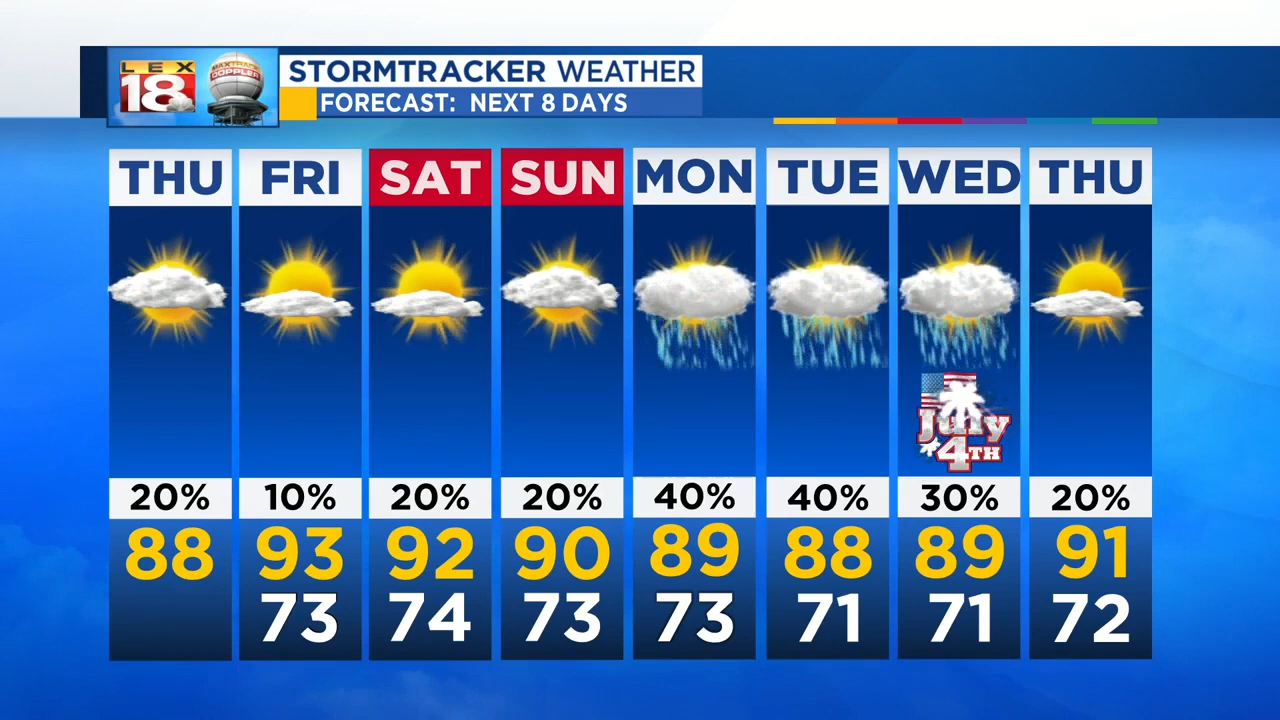 LEX
18
MAXTRACK
DOPPLER
STORMTRACKER WEATHER
FORECAST: NEXT 8 DAYS
THU FRI SAT SUN MON TUE WED THU
July
4TH
20% 10% 20% 20% 40% 40% 30% 20%
88 93 92 90 89 88 89 91
73 74 73 73 71 71 72